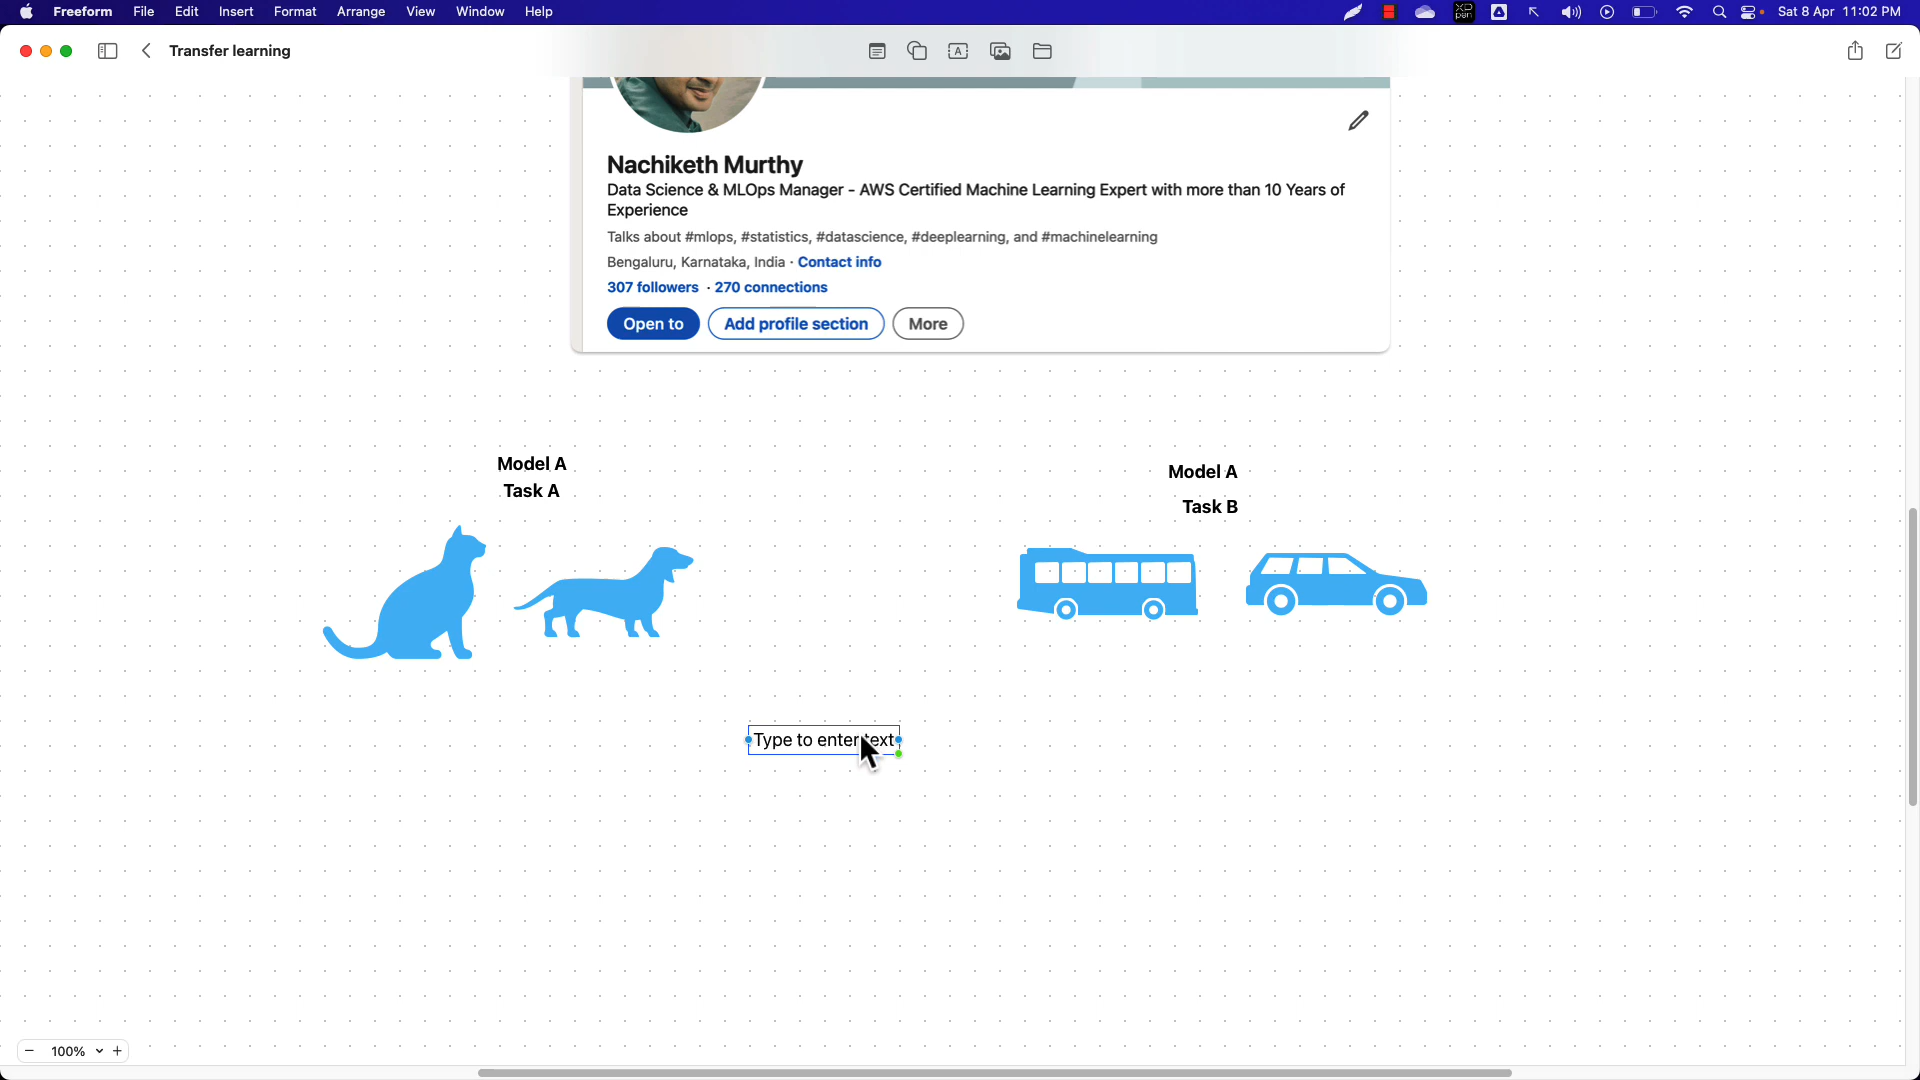 Freeform File Edit Insert Format Arrange View Window Help
XP pen
Sat 8 Apr 11:02 PM
Transfer learning
A
Nachiketh Murthy
Data Science & MLOps Manager - AWS Certified Machine Learning Expert with more than 10 Years of
Experience
Talks about #mlops, #statistics, #datascience, #deeplearning, and #machinelearning
Bengaluru, Karnataka, India · Contact info
307 followers · 270 connections
Open to Add profile section More
Model A
Task A
Model A
Task B
Type to enter text
100%